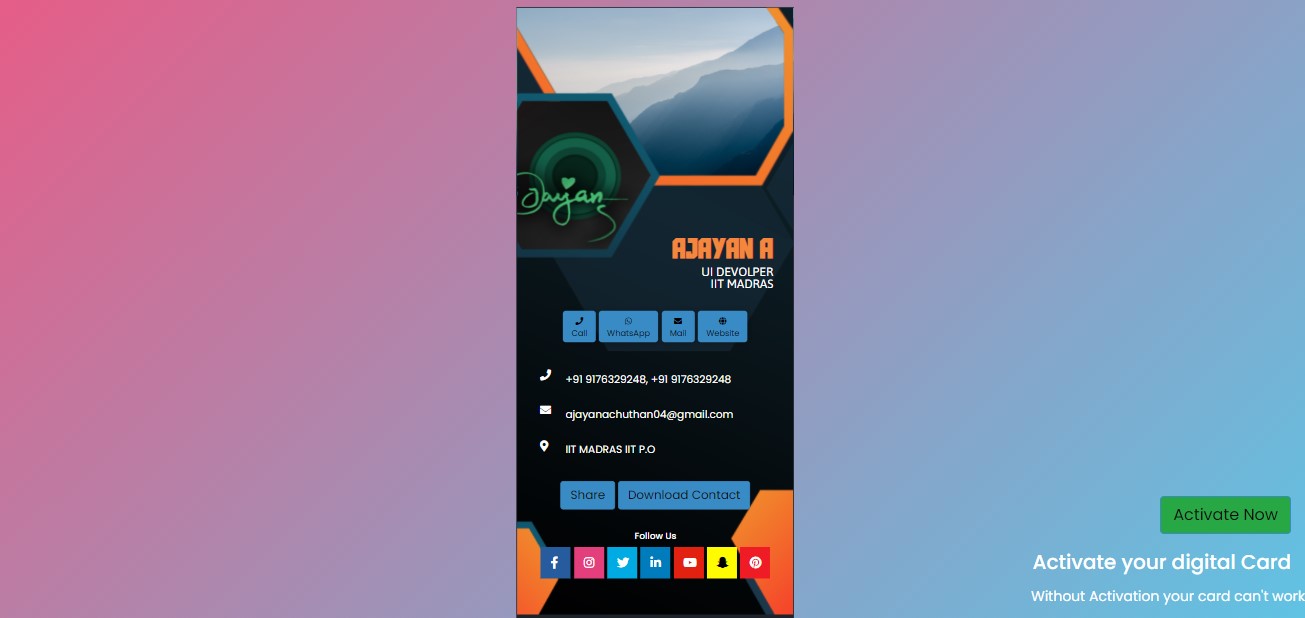 Ajayan
AJAYAN A
UI DEVOLPER
IIT MADRAS
Call
WhatsApp
Mail
Website
+91 9176329248, +91 9176329248
ajayanachuthan04@gmail.com
IIT MADRAS IIT P.O
Share
Download Contact
Follow Us
Activate Now
Activate your digital Card
Without Activation your card can't work